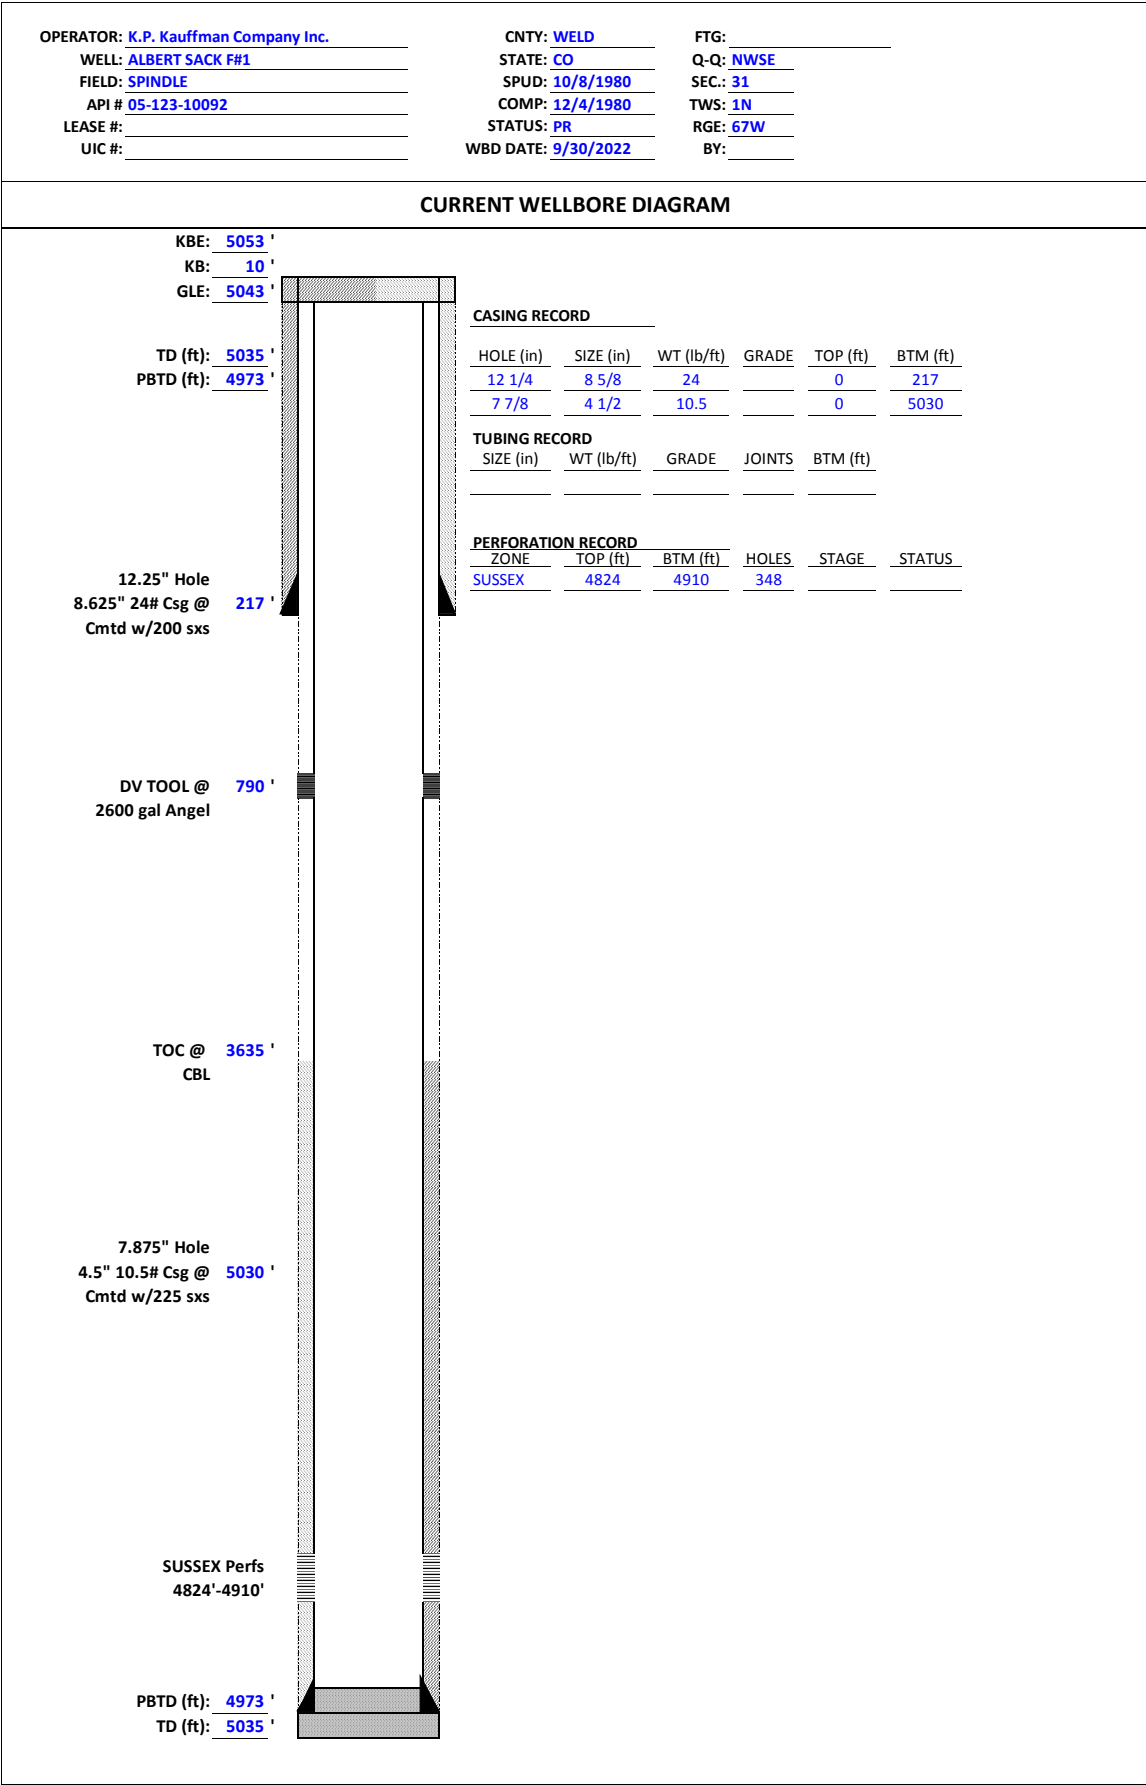 OPERATOR: K.P. Kauffman Company Inc. CNTY: WELD FTG:
WELL: ALBERT SACK F#1 STATE: CO Q-Q: NWSE
FIELD: SPINDLE SPUD: 10/8/1980 SEC.: 31
API # 05-123-10092 COMP: 12/4/1980 TWS: 1N
LEASE #: STATUS: PR RGE: 67W
UIC #: WBD DATE: 9/30/2022 BY:
CURRENT WELLBORE DIAGRAM
KBE: 5053 '
KB: 10 '
GLE: 5043 '
CASING RECORD
TD (ft): 5035 ' HOLE (in) SIZE (in) WT (lb/ft) GRADE TOP (ft) BTM (ft)
PBTD (ft): 4973 ' 12 1/4 8 5/8 24 0 217
7 7/8 4 1/2 10.5 0 5030
TUBING RECORD
SIZE (in) WT (lb/ft) GRADE JOINTS BTM (ft)
PERFORATION RECORD
ZONE TOP (ft) BTM (ft) HOLES STAGE STATUS
12.25" Hole SUSSEX 4824 4910 348
8.625" 24# Csg @ 217 '
Cmtd w/200 sxs
DV TOOL @ 790 '
2600 gal Angel
TOC @ 3635 '
CBL
7.875" Hole
4.5" 10.5# Csg @ 5030 '
Cmtd w/225 sxs
SUSSEX Perfs
4824'-4910'
PBTD (ft): 4973 '
TD (ft): 5035 '